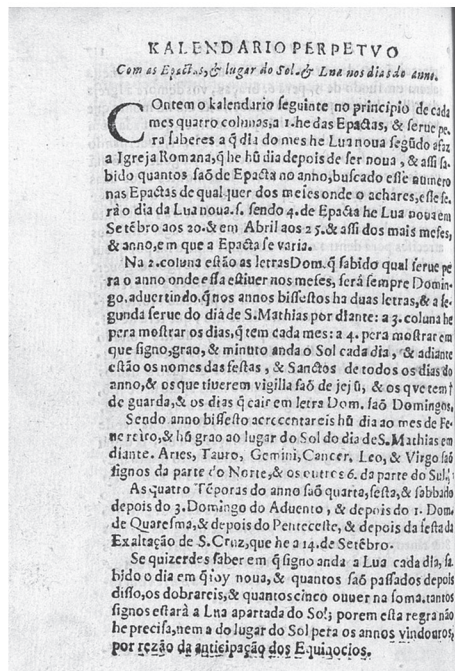 KALENDARIO PERPETVO
Com as Epactas, & lugar do Sol & Lua nos dias do anno.
COntem o kalendario seguinte no principio de cada
mes quatro colunas, a 1. he das Epactas, & serue pe-
ra saberes a q̃ dia do mes he Lua noua segũdo a faz
a Igreja Romana, q̃ he hũ dia depois de ser noua, & assi sa-
bido quantos saõ de Epacta no anno, buscado esse numero
nas Epactas de qualquer dos meses onde o achares, esse se-
rá o dia da Lua noua. s. sendo 4. de Epacta he Lua noua em
Setẽbro aos 20. & em Abril aos 25. & assi dos mais meses,
& anno, em que a Epacta se varia.
Na 2. coluna estão as letras Dom. q̃ sabido qual serue pe
ra o anno onde essa estiuer nos meses, será sempre Domin-
go, aduertindo, q̃ nos annos bissestos ha duas letras, & a se-
gunda serue do dia de S. Mathias por diante: a 3. coluna he
pera mostrar os dias, q̃ tem cada mes: a 4. pera mostrar em
que signo, grao, & minuto anda o Sol cada dia, & adiante
estão os nomes das festas, & Sanctos de todos os dias do
anno, & os que tiuerem vigilia saõ de jejũ, & os qve tem †
de guarda, & os dias q̃ cair em letra Dom. saõ Domingos.
Sendo anno bissesto acrecentareis hũ dia ao mes de Fe-
uereiro, & hũ grao ao lugar do Sol do dia de S. Mathias em
diante. Aries, Tauro, Gemini, Cancer, Leo, & Virgo saõ
signos da parte do Norte, & os outros 6. da parte do Sul.
As quatro Tẽporas do anno saõ quarta, sesta, & sabbado
depois do 3. Domingo do Aduento, & depois do 1. Dom.
de Quaresma, & depois do Pentecoste, & depois da festa da
Exaltação de S. Cruz, que he a 14. de Setẽbro.
Se quizerdes saber em q̃ signo anda a Lua cada dia, sa-
bido o dia em q̃ foy noua, & quantos saõ passados depois
disso, os dobrareis, & quantos cinco ouuer na soma, tantos
signos estará a Lua apartada do Sol; porem esta regra não
he precisa, nem a do lugar do Sol pera os annos vindouros,
por rezão da anticipação dos Equinocios.